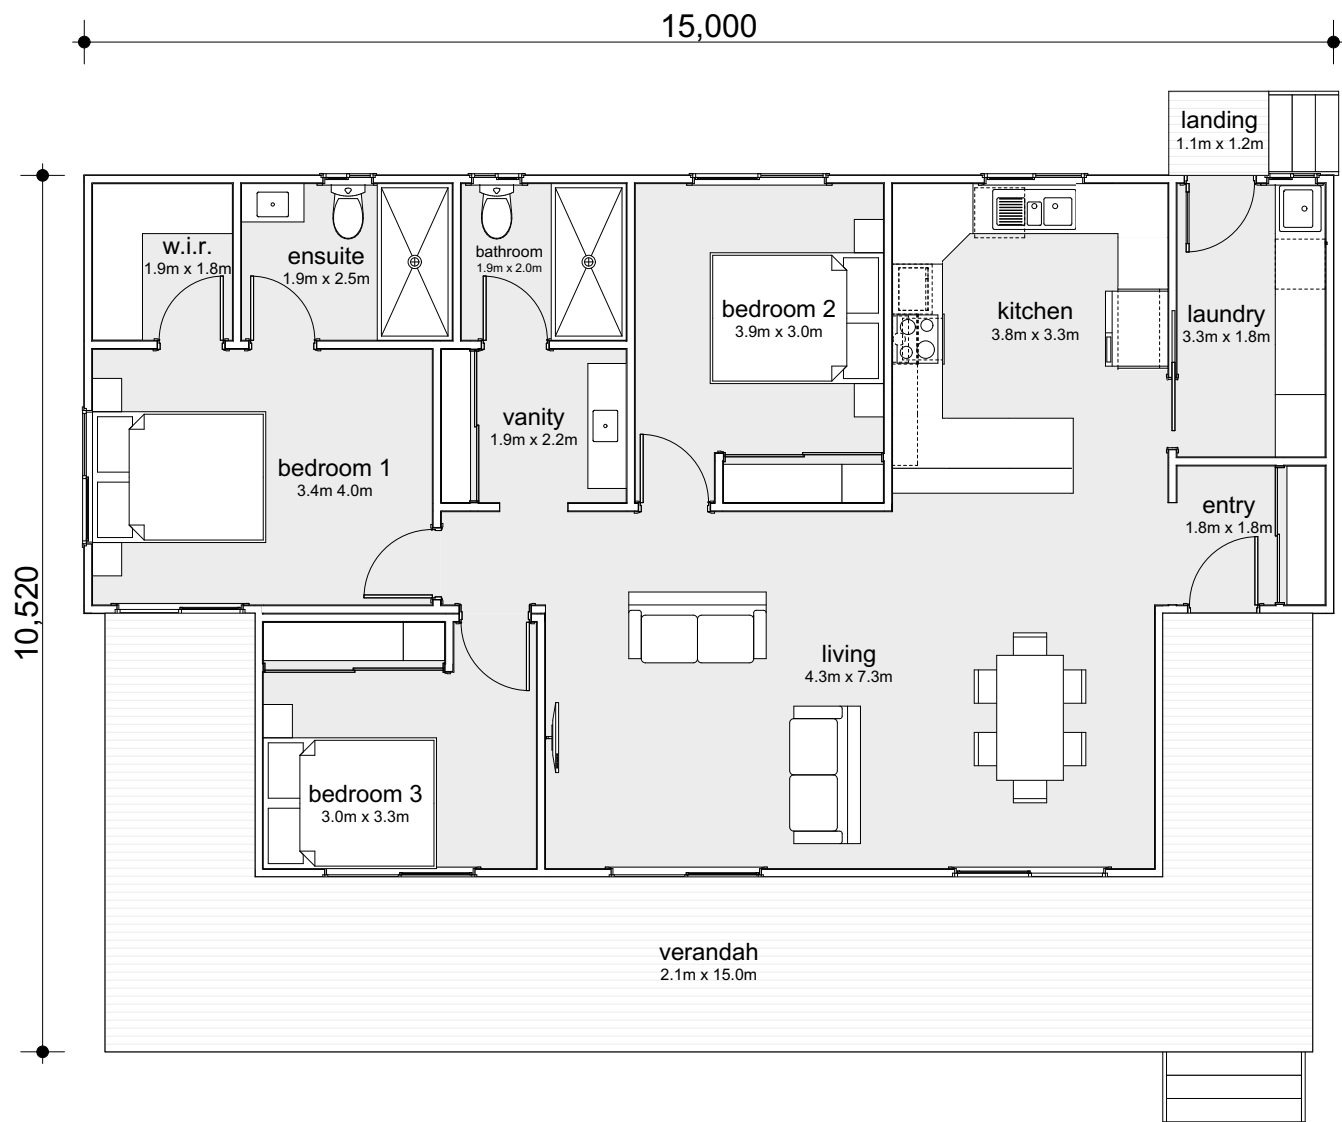 15,000
landing
1.1m x 1.2m
w.i.r.
1.9m x 1.8m
ensuite
1.9m x 2.5m
bathroom
1.9m x 2.0m
bedroom 2
3.9m x 3.0m
kitchen
3.8m x 3.3m
laundry
3.3m x 1.8m
vanity
1.9m x 2.2m
bedroom 1
3.4m 4.0m
entry
1.8m x 1.8m
10,520
living
4.3m x 7.3m
bedroom 3
3.0m x 3.3m
verandah
2.1m x 15.0m